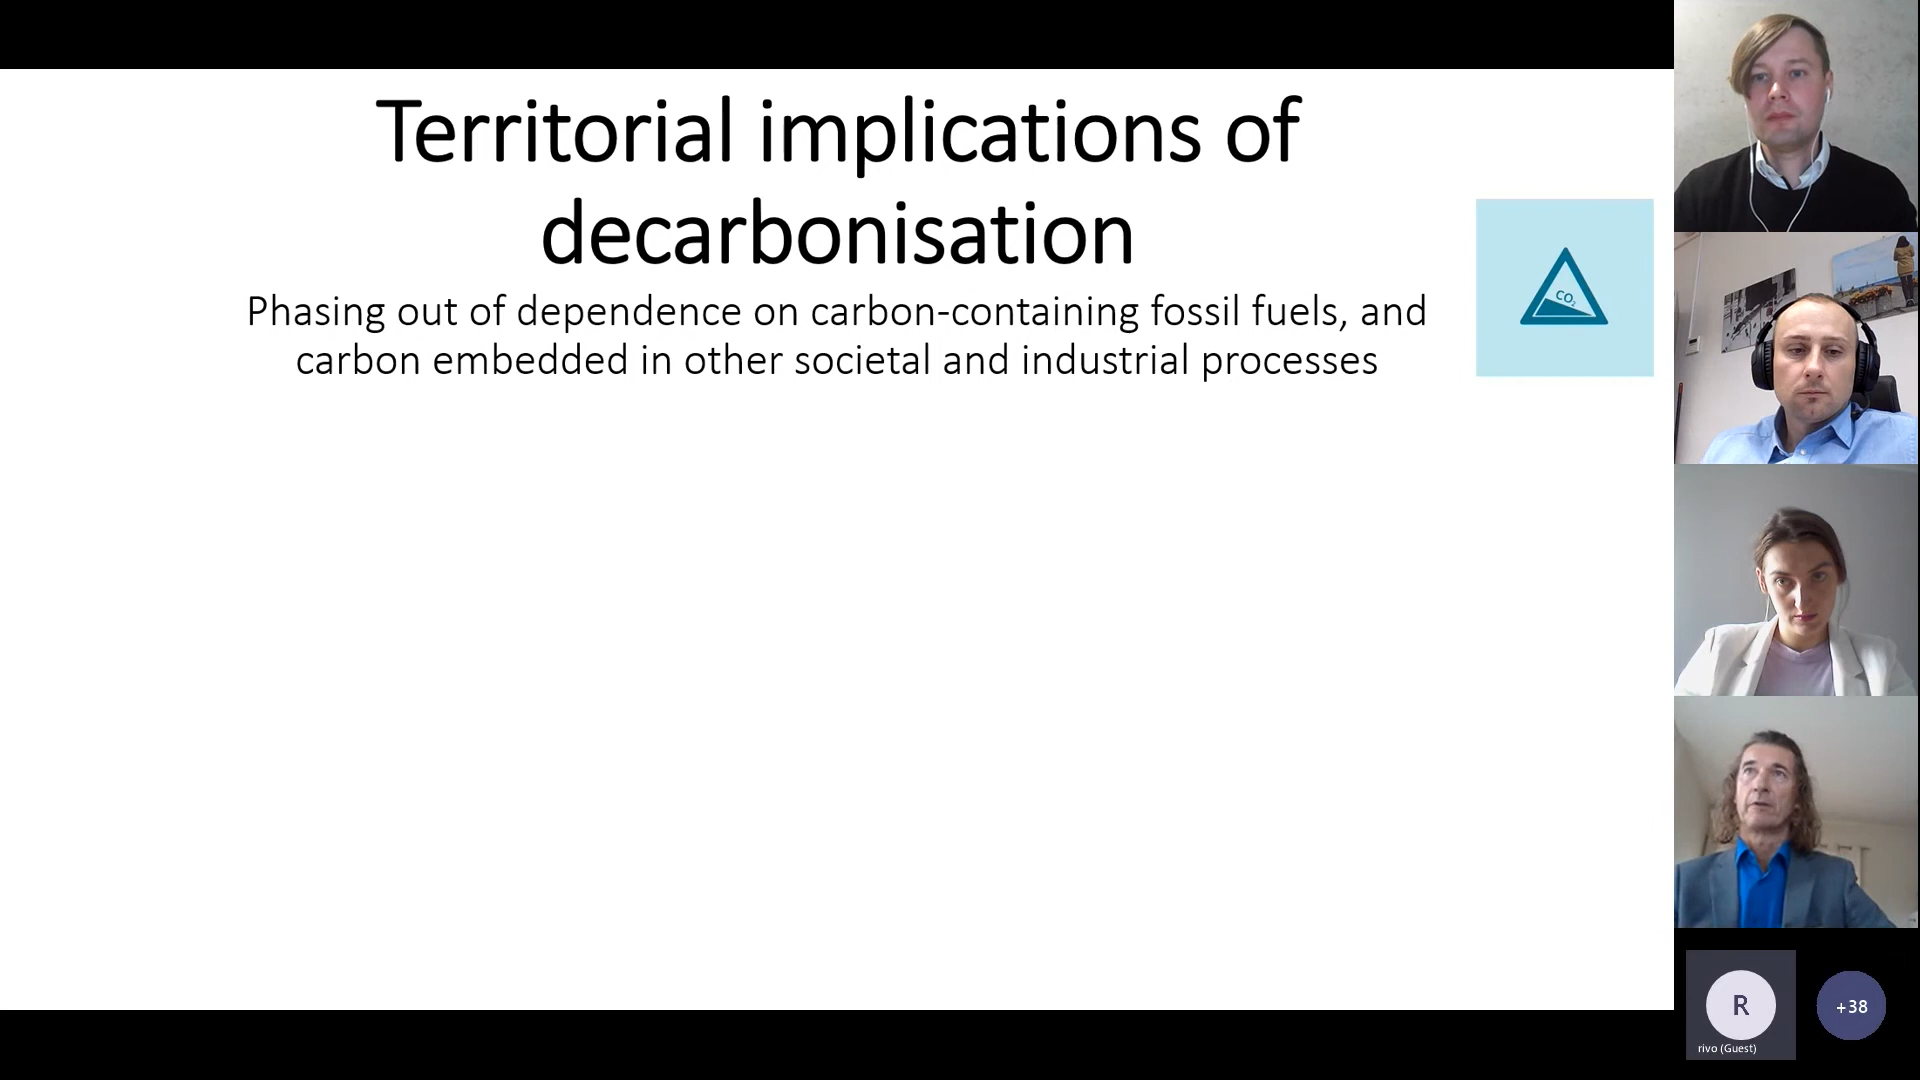 Territorial implications of
decarbonisation
Phasing out of dependence on carbon-containing fossil fuels, and
carbon embedded in other societal and industrial processes
CO₂
R
rivo (Guest)
+38